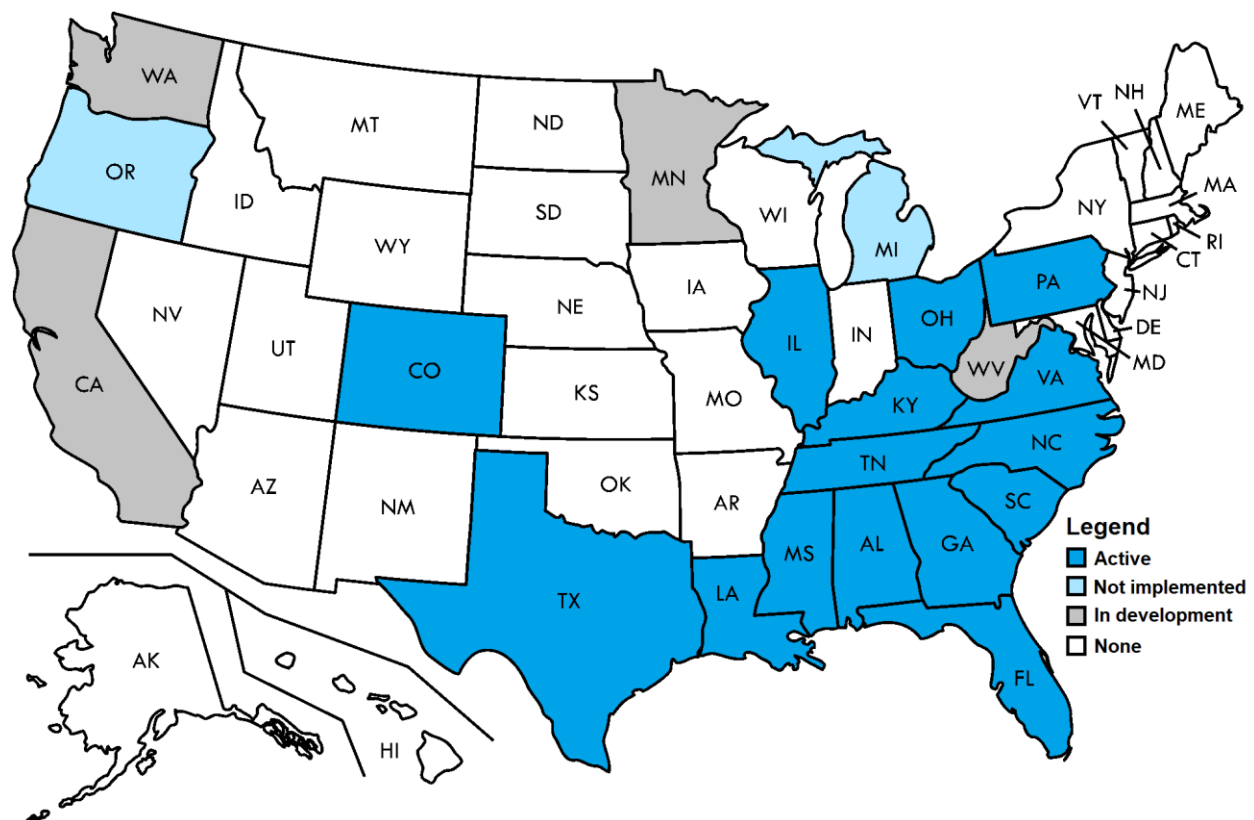 WA
MT
ND
MN
VT
NH
ME
OR
ID
SD
WI
MI
NY
MA
WY
RI
CT
NV
UT
CO
NE
IA
IL
IN
OH
PA
NJ
DE
MD
CA
KS
MO
KY
WV
VA
AZ
NM
OK
AR
TN
NC
SC
TX
LA
MS
AL
GA
FL
AK
HI
Legend
Active
Not implemented
In development
None